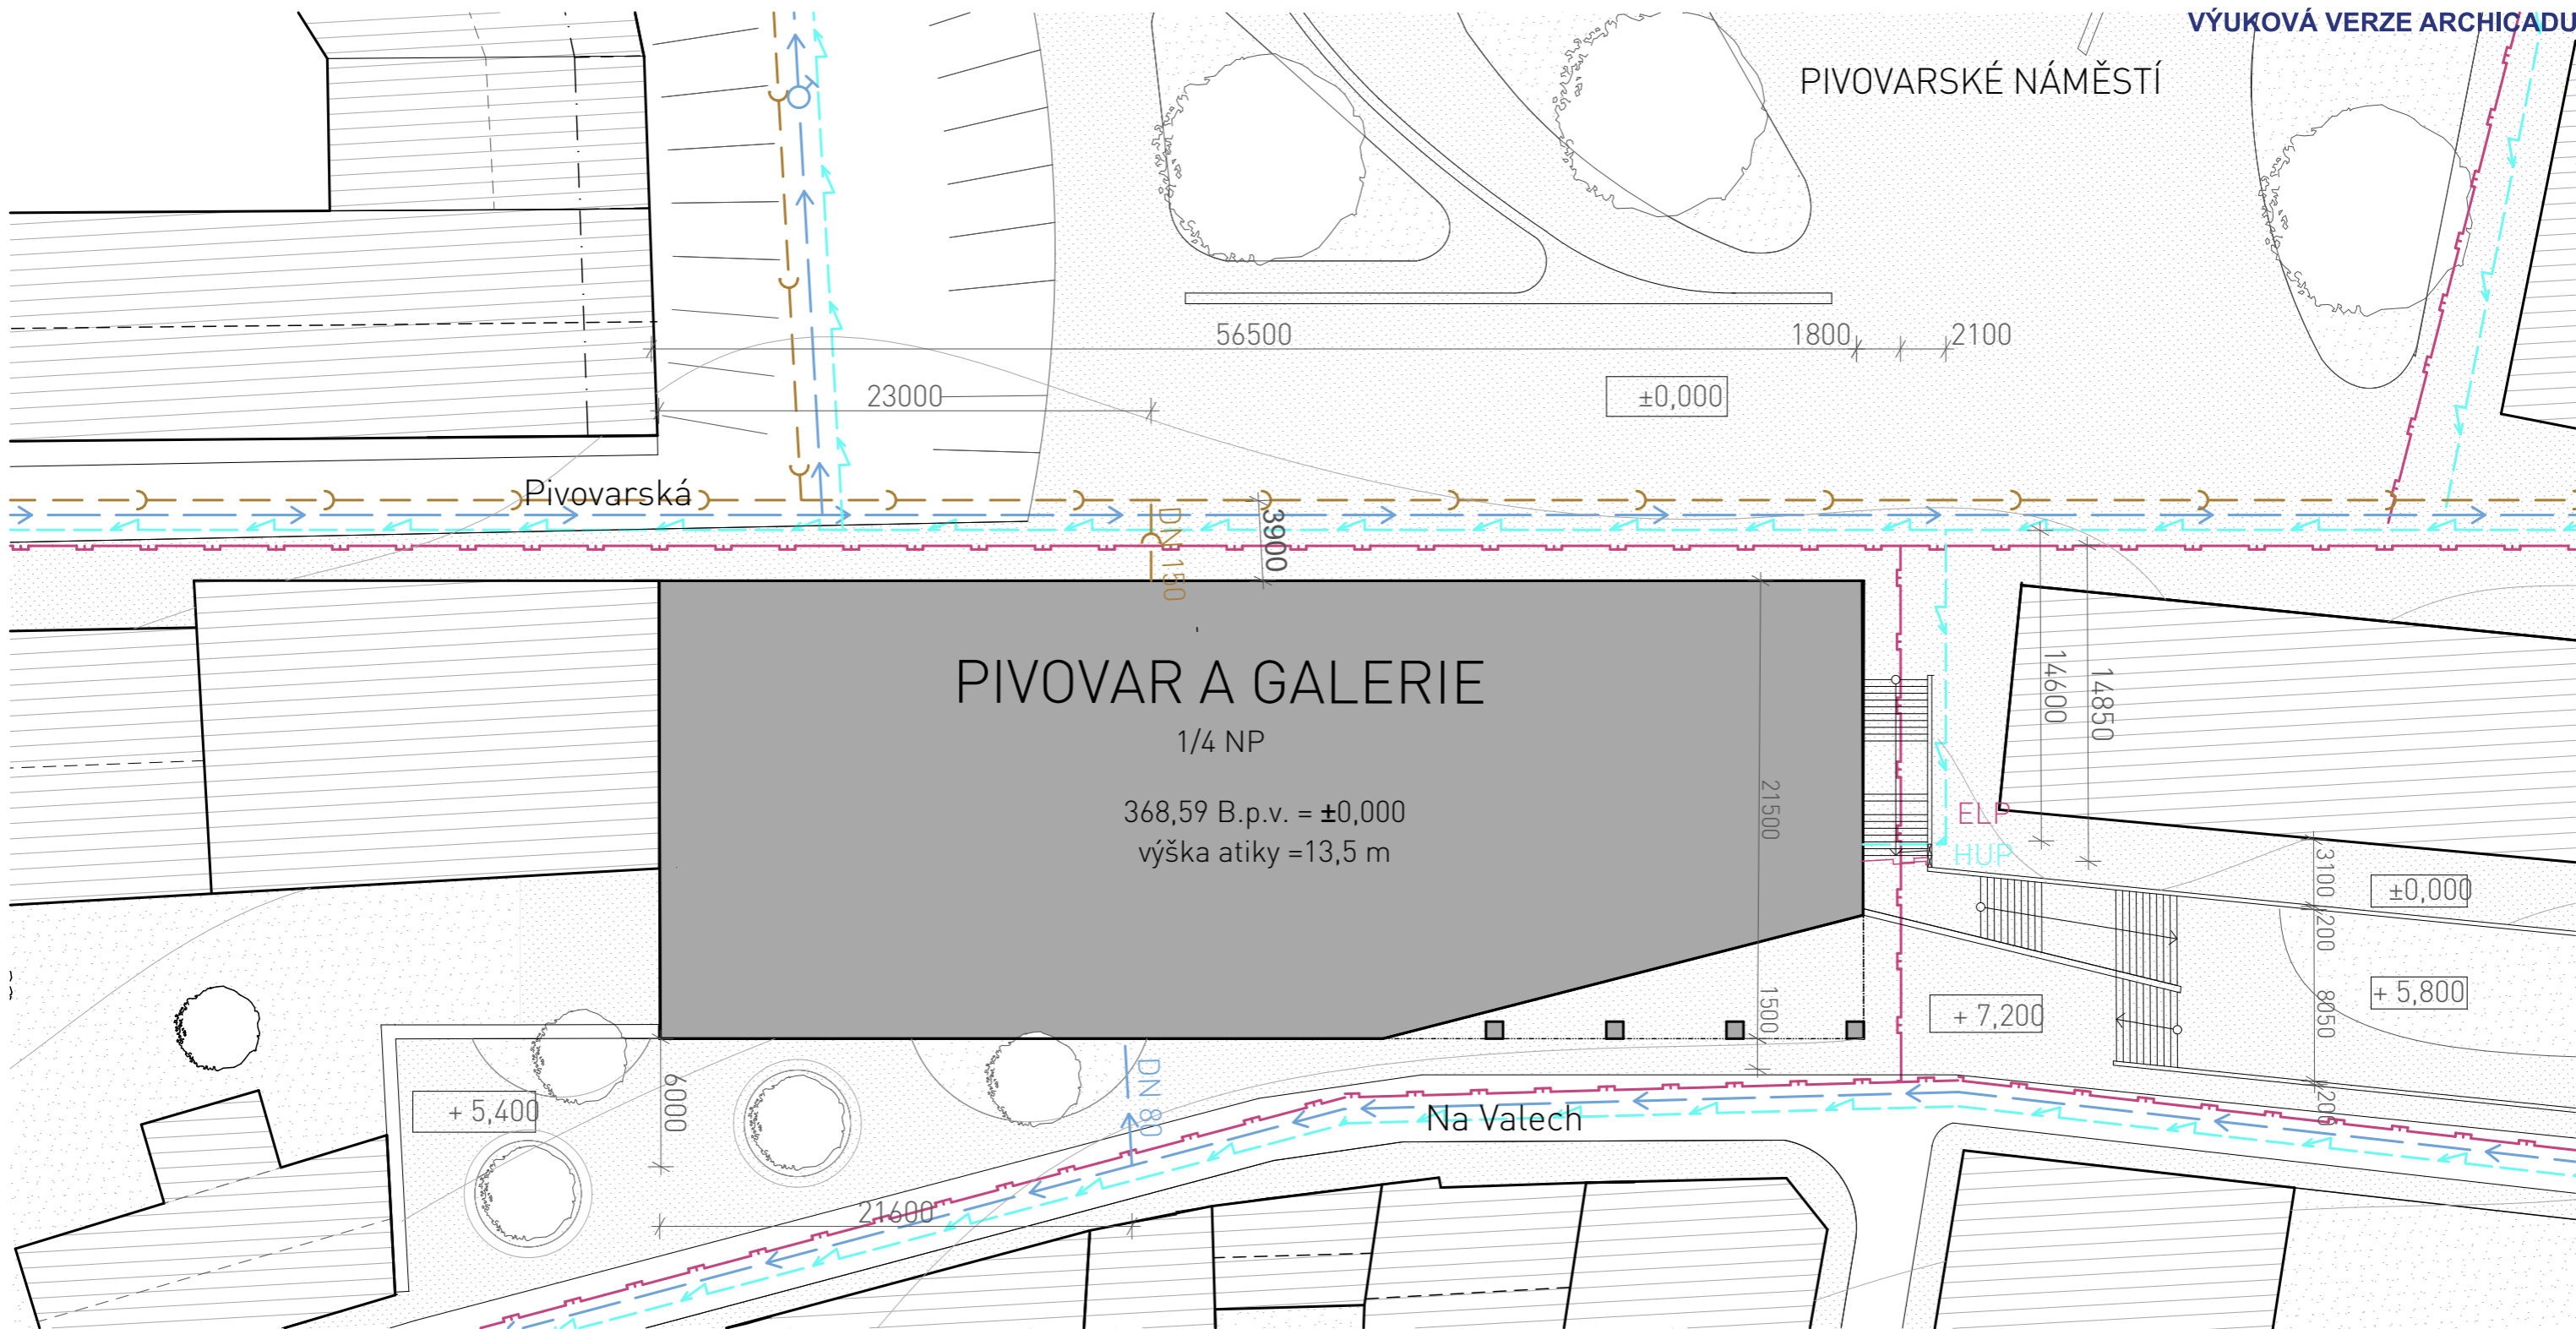 VÝUKOVÁ VERZE ARCHICADU
PIVOVARSKÉ NÁMĚSTÍ
56500
1800
2100
23000
±0,000
Pivovarská
DN 150
3900
PIVOVAR A GALERIE
1/4 NP
368,59 B.p.v. = ±0,000
výška atiky =13,5 m
21500
14600
14850
ELP
HUP
3100
±0,000
1200
+ 5,800
+ 7,200
8050
1500
1200
+ 5,400
6000
DN 80
Na Valech
21600